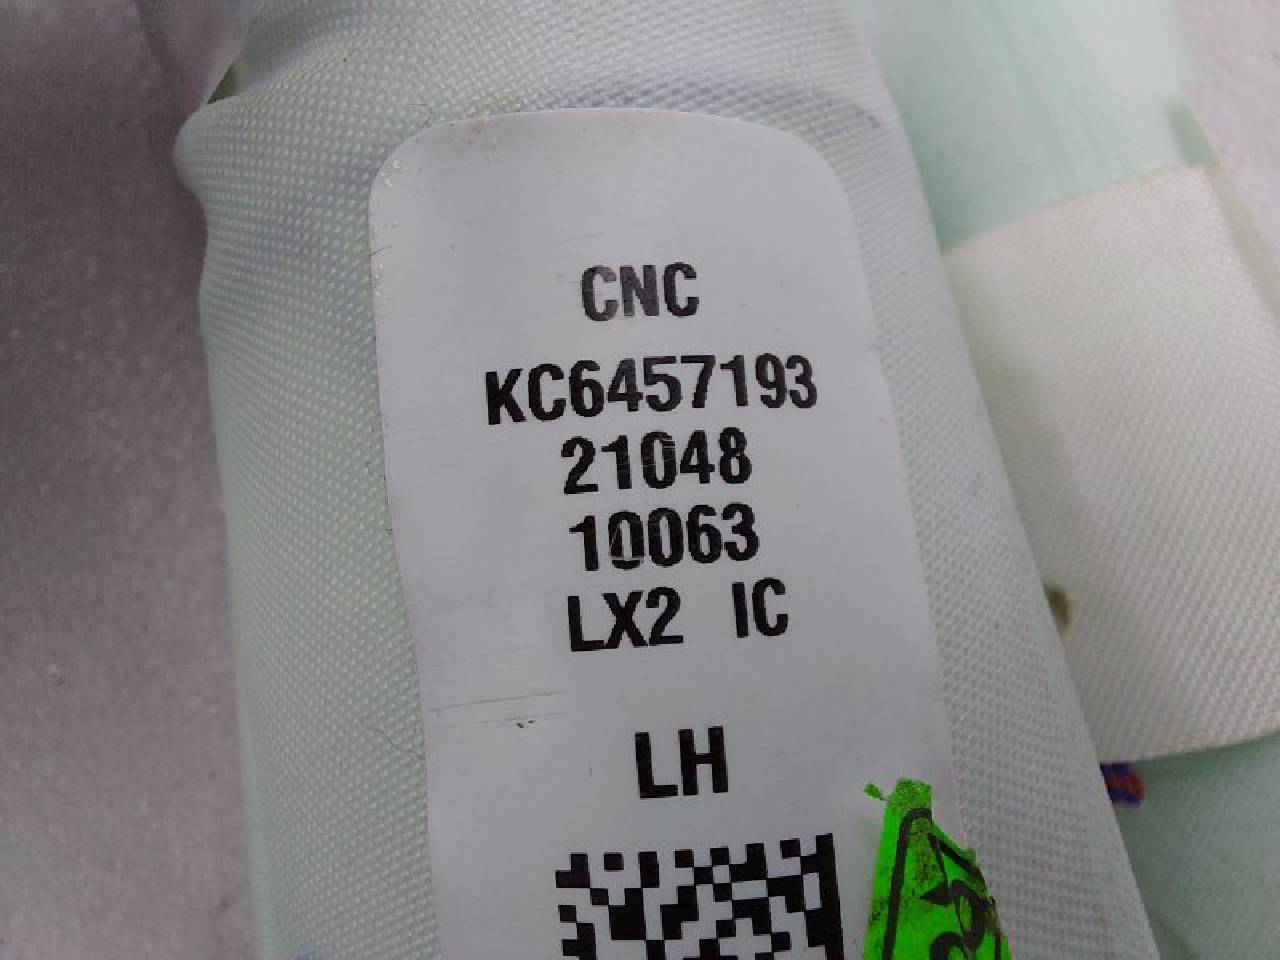 CNC
KC6457193
21048
10063
LX2 IC
LH